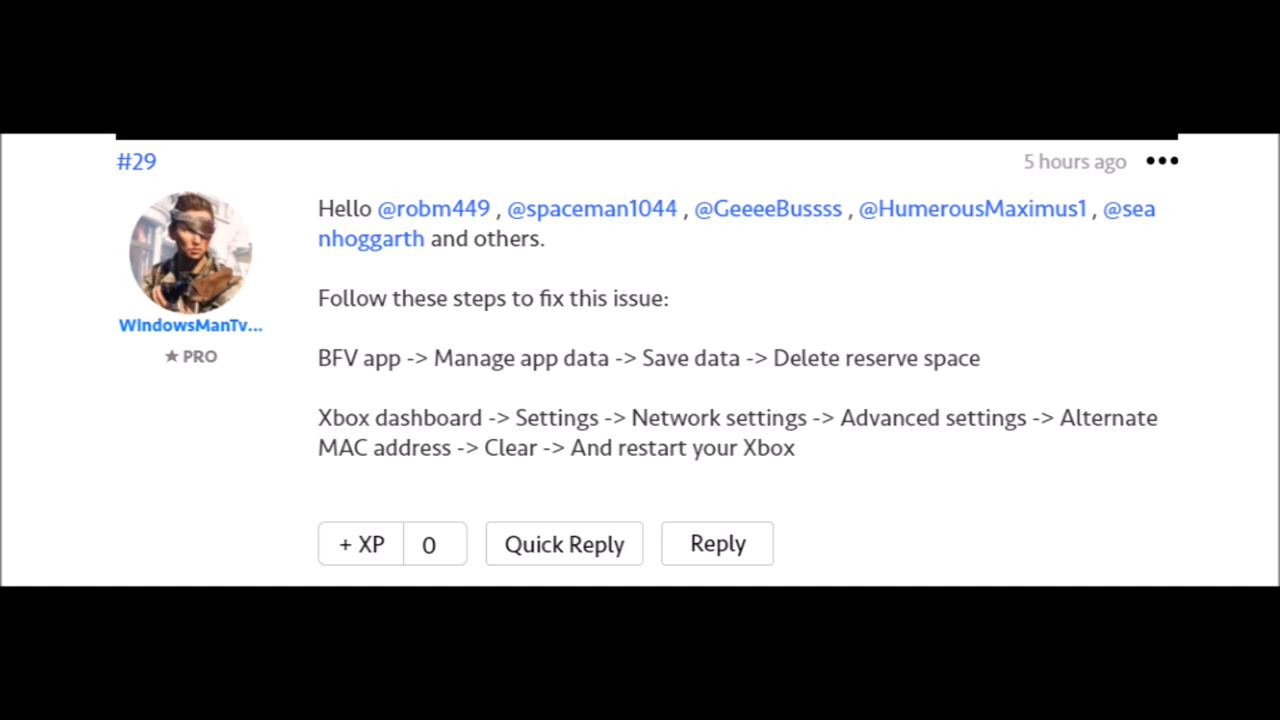 #29
5 hours ago
Hello @robm449 , @spaceman1044 , @GeeeeBussss , @HumerousMaximus1 , @sea
nhoggarth and others.
WindowsManTv...
★ PRO
Follow these steps to fix this issue:
BFV app -> Manage app data -> Save data -> Delete reserve space
Xbox dashboard -> Settings -> Network settings -> Advanced settings -> Alternate
MAC address -> Clear -> And restart your Xbox
+ XP 0 Quick Reply Reply